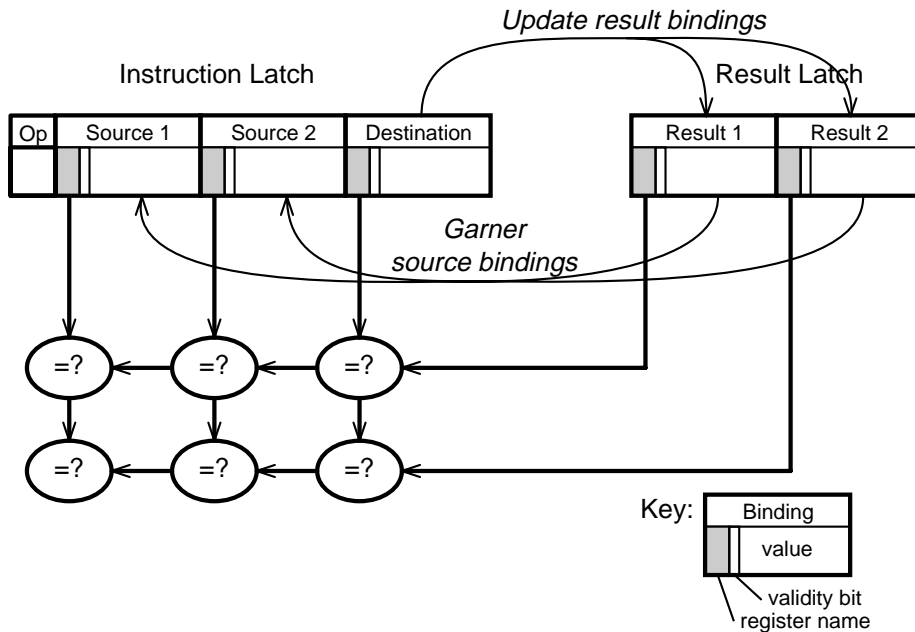 Update result bindings
Instruction Latch
Result Latch
Op
Source 1
Source 2
Destination
Result 1
Result 2
Garner
source bindings
=?
=?
=?
=?
=?
=?
Key:
Binding
value
validity bit
register name